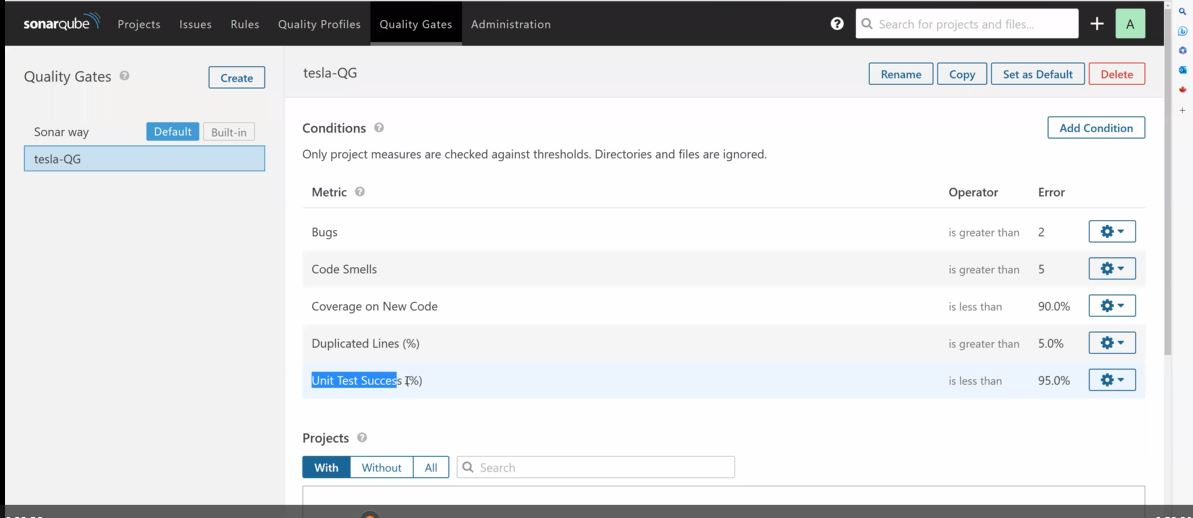 sonarqube Projects Issues Rules Quality Profiles Quality Gates Administration Search for projects and files... A
Quality Gates Create
Sonar way Default Built-in
tesla-QG
tesla-QG Rename Copy Set as Default Delete
Conditions Add Condition
Only project measures are checked against thresholds. Directories and files are ignored.
Metric Operator Error
Bugs is greater than 2
Code Smells is greater than 5
Coverage on New Code is less than 90.0%
Duplicated Lines (%) is greater than 5.0%
Unit Test Success (%) is less than 95.0%
Projects
With Without All Search